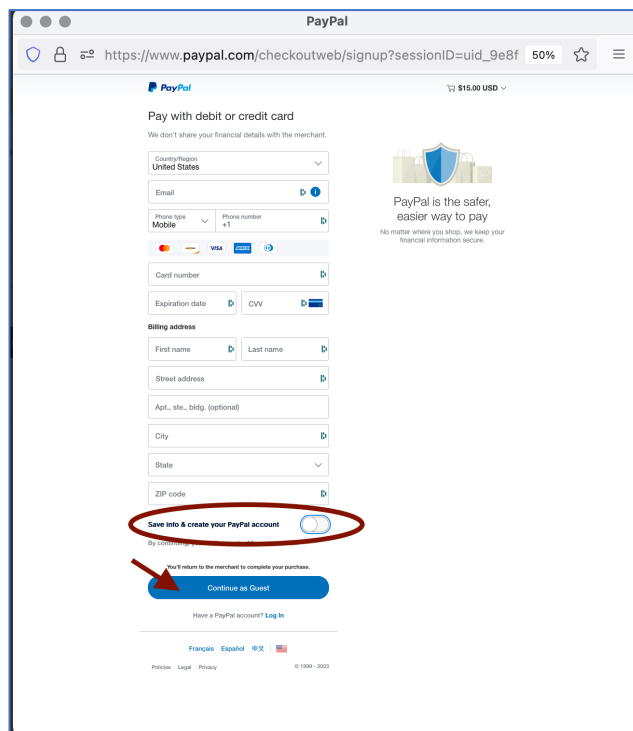 PayPal
https://www.paypal.com/checkoutweb/signup?sessionID=uid_9e8f 50%
PayPal
$15.00 USD
Pay with debit or credit card
We don't share your financial details with the merchant.
Country/Region
United States
Email
Phone type
Mobile
Phone number
+1
VISA
Card number
Expiration date
CVV
Billing address
First name
Last name
Street address
Apt., ste., bldg. (optional)
City
State
ZIP code
Save info & create your PayPal account
By continuing, you
You'll return to the merchant to complete your purchase.
Continue as Guest
Have a PayPal account? Log In
Français Español 中文
Policies Legal Privacy
© 1999 - 2023
PayPal is the safer,
easier way to pay
No matter where you shop, we keep your
financial information secure.